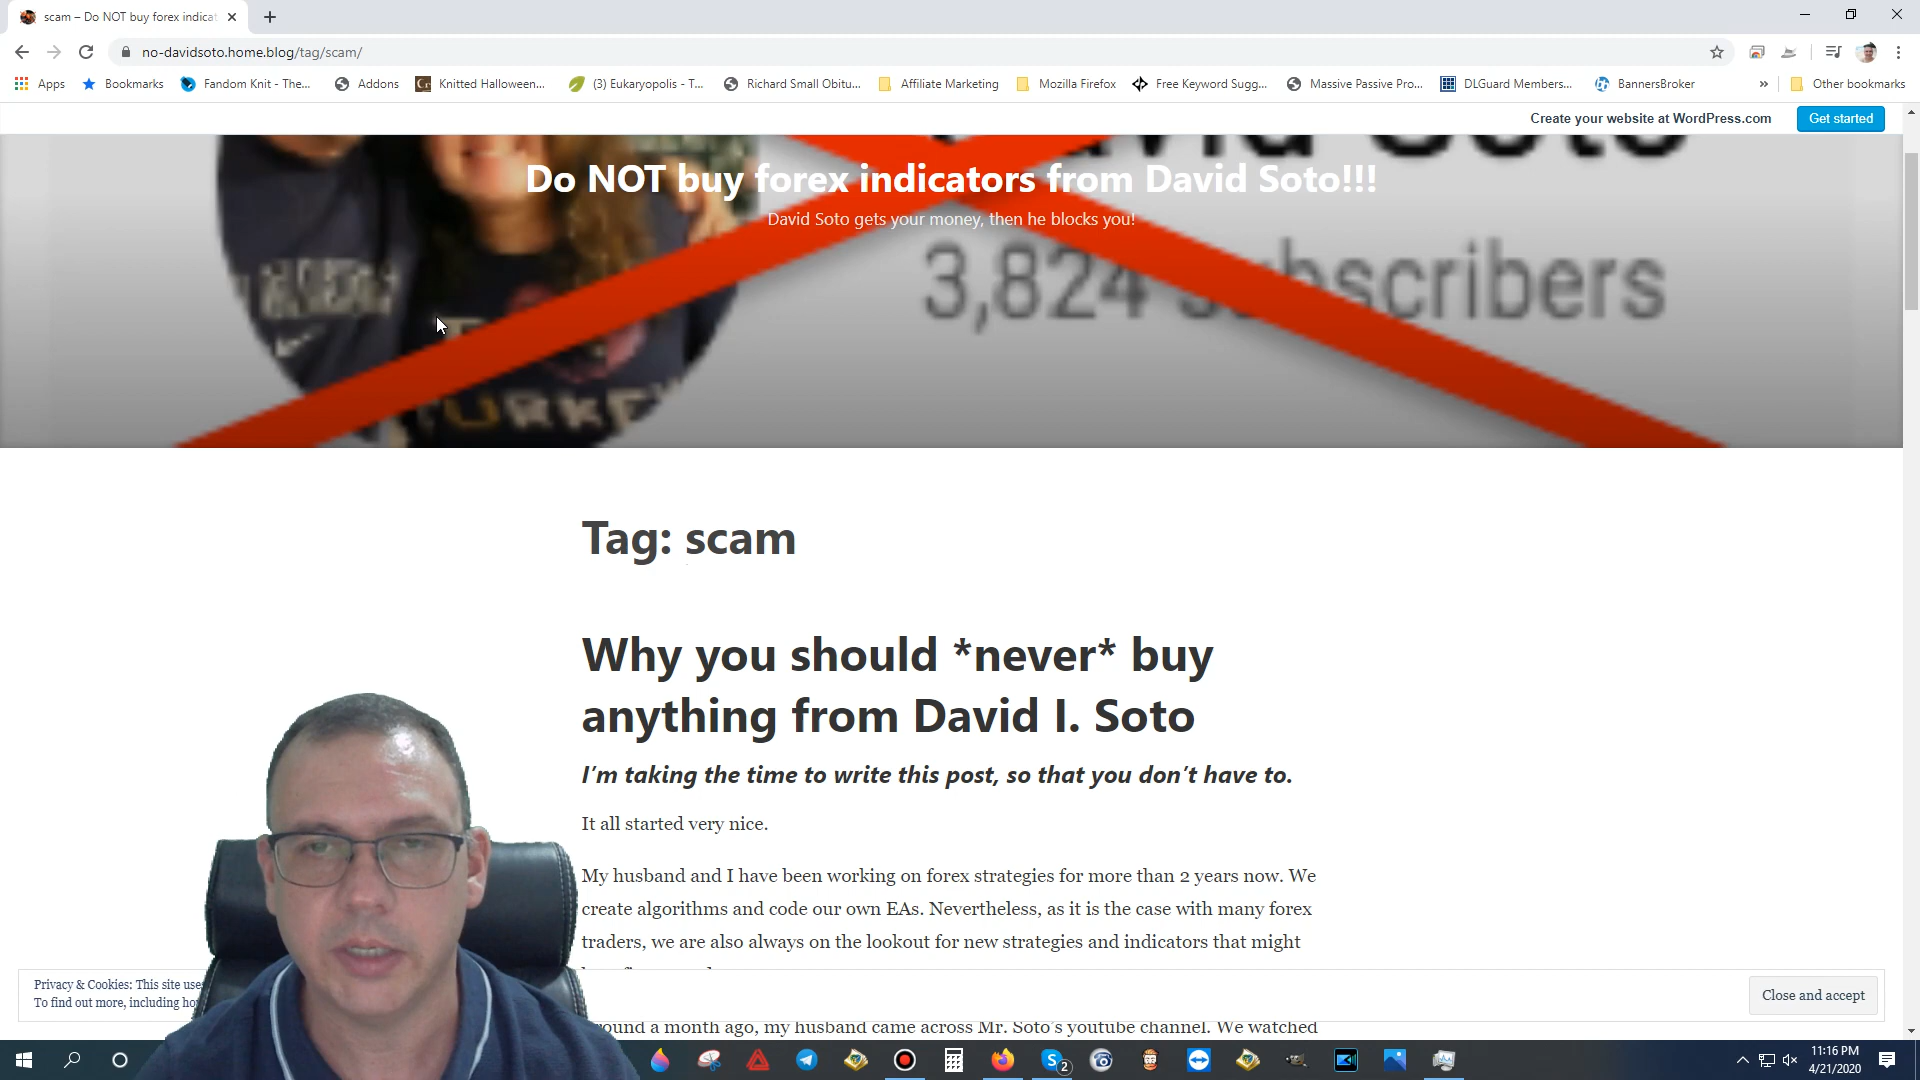 scam – Do NOT buy forex indicat
no-davidsoto.home.blog/tag/scam/
Apps Bookmarks Fandom Knit - The... Addons Knitted Halloween... (3) Eukaryopolis - T... Richard Small Obitu... Affiliate Marketing Mozilla Firefox Free Keyword Sugg... Massive Passive Pro... DLGuard Members... BannersBroker » Other bookmarks
Create your website at WordPress.com Get started
Do NOT buy forex indicators from David Soto!!!
David Soto gets your money, then he blocks you!
3,824 subscribers
TURKEY
Tag: scam
Why you should *never* buy
anything from David I. Soto
I’m taking the time to write this post, so that you don’t have to.
It all started very nice.
My husband and I have been working on forex strategies for more than 2 years now. We
create algorithms and code our own EAs. Nevertheless, as it is the case with many forex
traders, we are also always on the lookout for new strategies and indicators that might
Privacy & Cookies: This site use
To find out more, including ho
Close and accept
round a month ago, my husband came across Mr. Soto’s youtube channel. We watched
2
11:16 PM
4/21/2020